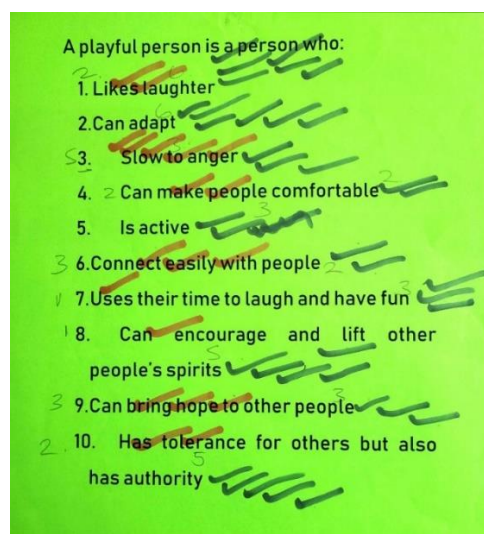 A playful person is a person who:
1. Likes laughter
2.Can adapt
3. Slow to anger
4. Can make people comfortable
5. Is active
6.Connect easily with people
7.Uses their time to laugh and have fun
8. Can encourage and lift other
people's spirits
9.Can bring hope to other people
10. Has tolerance for others but also
has authority